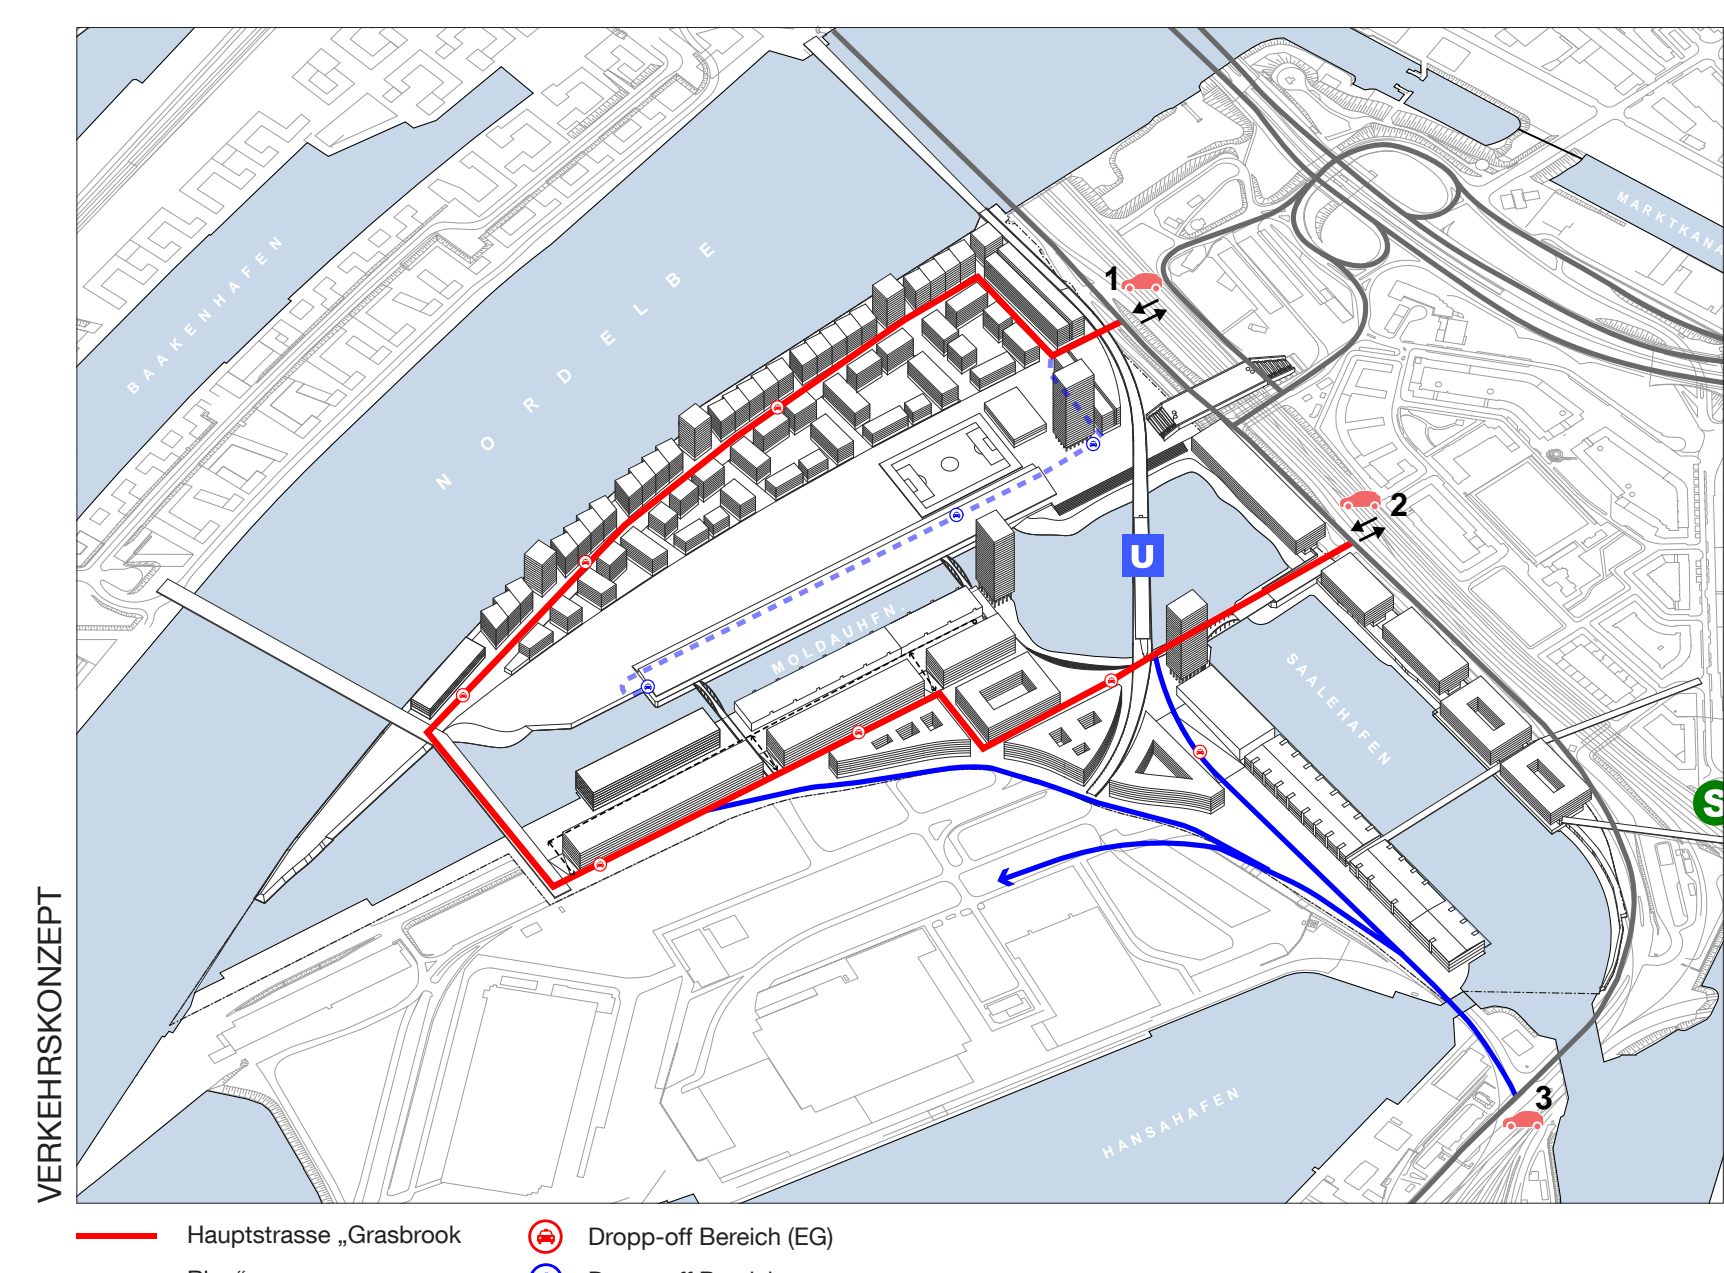 MARKTKANA
BAAKENHAFEN
NORDELBE
1
2
U
MOLDAUHFN.
SAALEHAFEN
S
3
HANSAHAFEN
VERKEHRSKONZEPT
Hauptstrasse „Grasbrook
Dropp-off Bereich (EG)